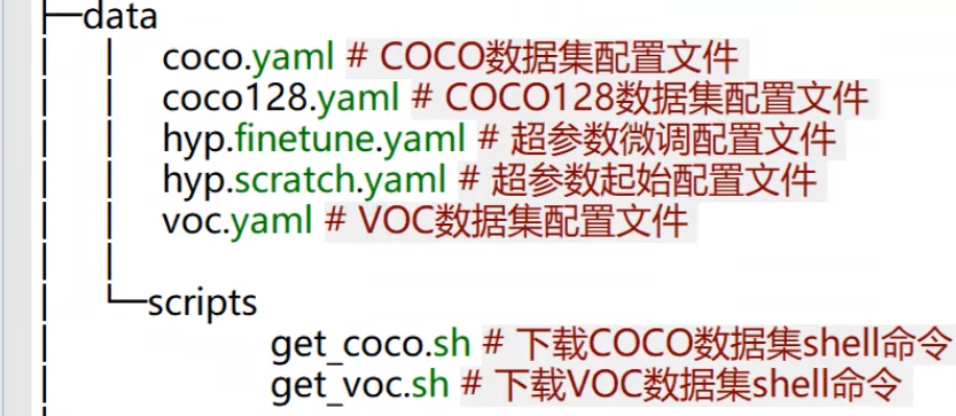 ├─data
│ │ coco.yaml # COCO数据集配置文件
│ │ coco128.yaml # COCO128数据集配置文件
│ │ hyp.finetune.yaml # 超参数微调配置文件
│ │ hyp.scratch.yaml # 超参数起始配置文件
│ │ voc.yaml # VOC数据集配置文件
│ │
│ └─scripts
│ get_coco.sh # 下载COCO数据集shell命令
│ get_voc.sh # 下载VOC数据集shell命令